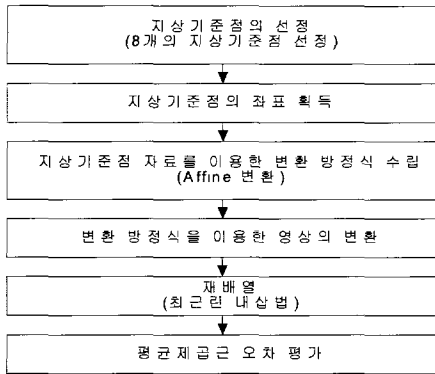 지상기준점의 선정
(8개의 지상기준점 선정)
지상기준점의 좌표 획득
지상기준점 자료를 이용한 변환 방정식 수립
(Affine 변환)
변환 방정식을 이용한 영상의 변환
재배열
(최근린 내삽법)
평균제곱근 오차 평가